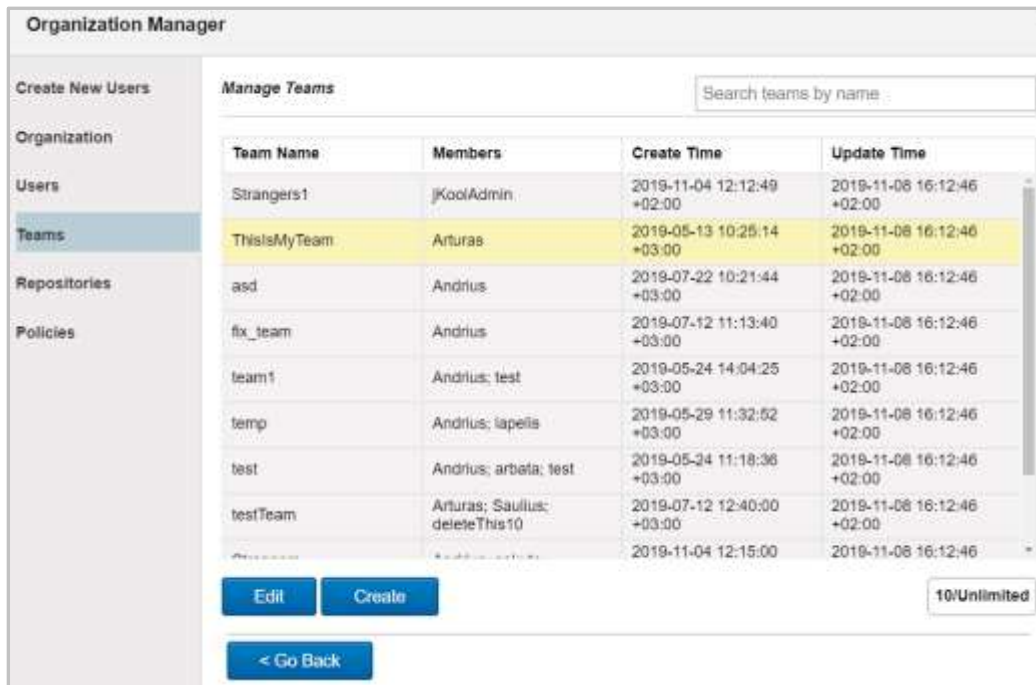 Organization Manager
Create New Users
Organization
Users
Teams
Repositories
Policies
Manage Teams
Search teams by name
Team Name Members Create Time Update Time
Strangers1 jKoolAdmin 2019-11-04 12:12:49 +02:00 2019-11-08 16:12:46 +02:00
ThisIsMyTeam Arturas 2019-05-13 10:25:14 +03:00 2019-11-08 16:12:46 +02:00
asd Andrius 2019-07-22 10:21:44 +03:00 2019-11-08 16:12:46 +02:00
fix_team Andrius 2019-07-12 11:13:40 +03:00 2019-11-08 16:12:46 +02:00
team1 Andrius; test 2019-05-24 14:04:25 +03:00 2019-11-08 16:12:46 +02:00
temp Andrius; lapelis 2019-05-29 11:32:52 +03:00 2019-11-08 16:12:46 +02:00
test Andrius; arbata; test 2019-05-24 11:18:36 +03:00 2019-11-08 16:12:46 +02:00
testTeam Arturas; Saulius; deleteThis10 2019-07-12 12:40:00 +03:00 2019-11-08 16:12:46 +02:00
2019-11-04 12:15:00 2019-11-08 16:12:46
Edit Create 10/Unlimited
< Go Back